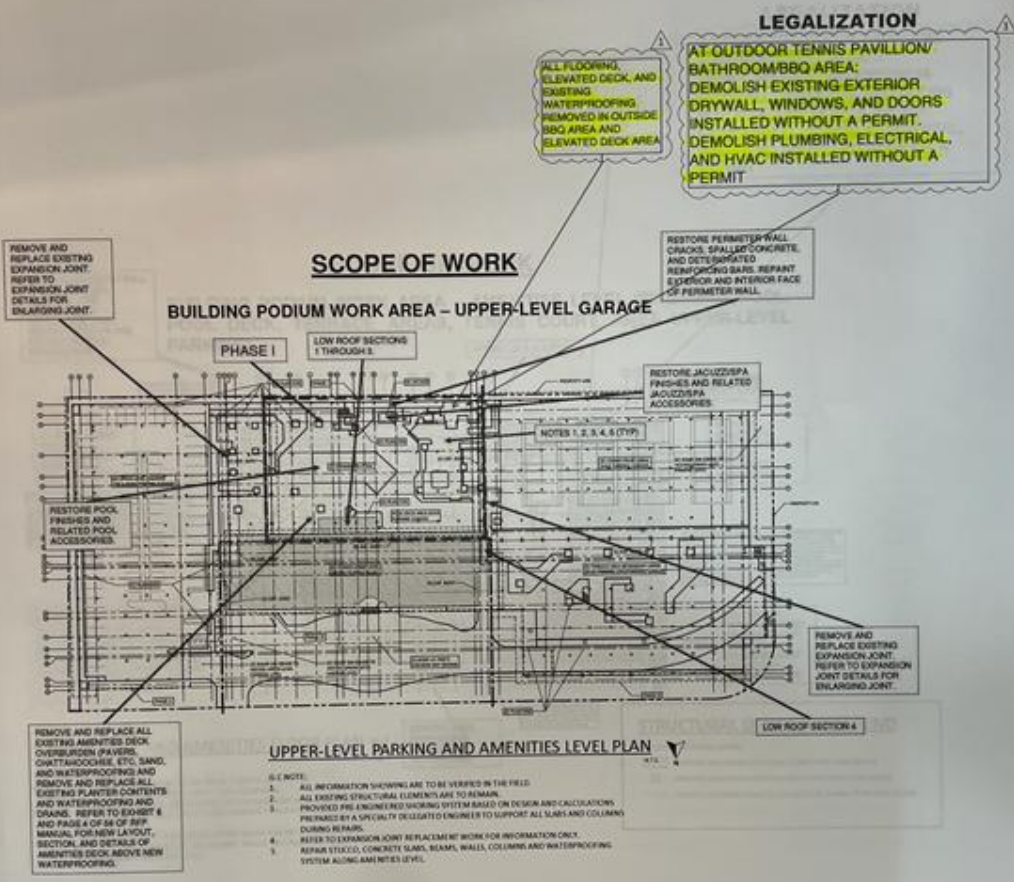 LEGALIZATION
1
1
ALL FLOORING,
ELEVATED DECK, AND
EXISTING
WATERPROOFING
REMOVED IN OUTSIDE
BBQ AREA AND
ELEVATED DECK AREA
AT OUTDOOR TENNIS PAVILLION/
BATHROOM/BBQ AREA:
DEMOLISH EXISTING EXTERIOR
DRYWALL, WINDOWS, AND DOORS
INSTALLED WITHOUT A PERMIT.
DEMOLISH PLUMBING, ELECTRICAL,
AND HVAC INSTALLED WITHOUT A
PERMIT
REMOVE AND
REPLACE EXISTING
EXPANSION JOINT.
REFER TO
EXPANSION JOINT
DETAILS FOR
ENLARGING JOINT.
SCOPE OF WORK
RESTORE PERIMETER WALL
CRACKS, SPALLED CONCRETE,
AND DETERIORATED
REINFORCING BARS. REPAINT
EXTERIOR AND INTERIOR FACE
OF PERIMETER WALL.
BUILDING PODIUM WORK AREA – UPPER-LEVEL GARAGE
PHASE I
LOW ROOF SECTIONS
1 THROUGH 3.
RESTORE JACUZZI/SPA
FINISHES AND RELATED
JACUZZI/SPA
ACCESSORIES.
NOTES 1, 2, 3, 4, 5 (TYP)
RESTORE POOL
FINISHES AND
RELATED POOL
ACCESSORIES.
REMOVE AND
REPLACE EXISTING
EXPANSION JOINT.
REFER TO EXPANSION
JOINT DETAILS FOR
ENLARGING JOINT.
LOW ROOF SECTION 4.
REMOVE AND REPLACE ALL
EXISTING AMENITIES DECK
OVERBURDEN (PAVERS,
CHATTAHOOCHEE, ETC, SAND,
AND WATERPROOFING) AND
REMOVE AND REPLACE ALL
EXISTING PLANTER CONTENTS
AND WATERPROOFING AND
DRAINS. REFER TO EXHIBIT 6
AND PAGE 4 OF 56 OF RFP
MANUAL FOR NEW LAYOUT,
SECTION, AND DETAILS OF
AMENITIES DECK ABOVE NEW
WATERPROOFING.
UPPER-LEVEL PARKING AND AMENITIES LEVEL PLAN
N.T.S.
N
G.C NOTE:
1. ALL INFORMATION SHOWING ARE TO BE VERIFIED IN THE FIELD.
2. ALL EXISTING STRUCTURAL ELEMENTS ARE TO REMAIN.
3. PROVIDED PRE-ENGINEERED SHORING SYSTEM BASED ON DESIGN AND CALCULATIONS
PREPARED BY A SPECIALTY DELEGATED ENGINEER TO SUPPORT ALL SLABS AND COLUMNS
DURING REPAIRS.
4. REFER TO EXPANSION JOINT REPLACEMENT WORK FOR INFORMATION ONLY.
5. REPAIR STUCCO, CONCRETE SLABS, BEAMS, WALLS, COLUMNS AND WATERPROOFING
SYSTEM ALONG AMENITIES LEVEL.